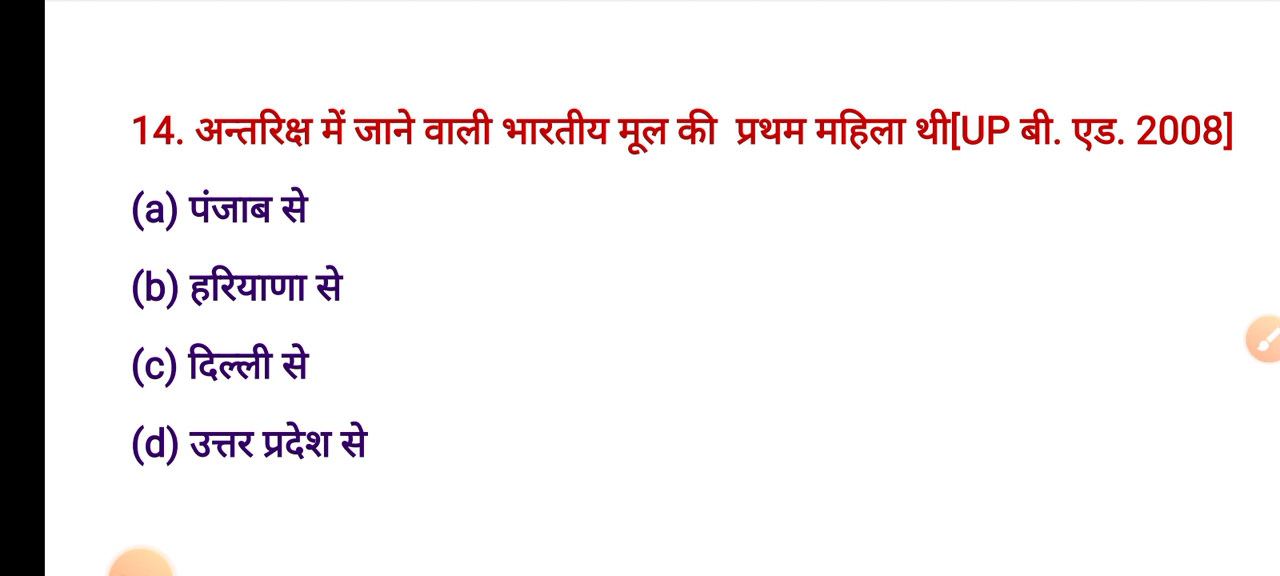 14. अन्तरिक्ष में जाने वाली भारतीय मूल की प्रथम महिला थी[UP बी. एड. 2008]
(a) पंजाब से
(b) हरियाणा से
(c) दिल्ली से
(d) उत्तर प्रदेश से